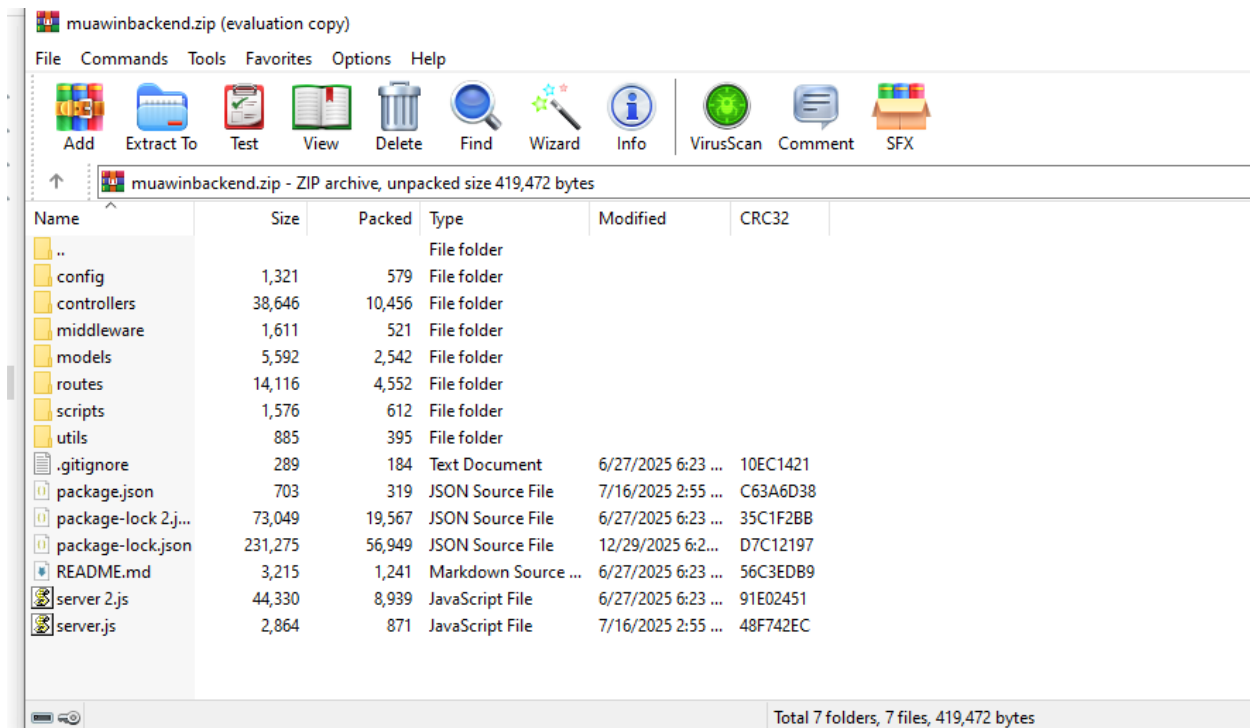 muawinbackend.zip (evaluation copy)
File Commands Tools Favorites Options Help
Add Extract To Test View Delete Find Wizard Info VirusScan Comment SFX
muawinbackend.zip - ZIP archive, unpacked size 419,472 bytes
Name Size Packed Type Modified CRC32
.. File folder
config 1,321 579 File folder
controllers 38,646 10,456 File folder
middleware 1,611 521 File folder
models 5,592 2,542 File folder
routes 14,116 4,552 File folder
scripts 1,576 612 File folder
utils 885 395 File folder
.gitignore 289 184 Text Document 6/27/2025 6:23 ... 10EC1421
package.json 703 319 JSON Source File 7/16/2025 2:55 ... C63A6D38
package-lock 2.j... 73,049 19,567 JSON Source File 6/27/2025 6:23 ... 35C1F2BB
package-lock.json 231,275 56,949 JSON Source File 12/29/2025 6:2... D7C12197
README.md 3,215 1,241 Markdown Source ... 6/27/2025 6:23 ... 56C3EDB9
server 2.js 44,330 8,939 JavaScript File 6/27/2025 6:23 ... 91E02451
server.js 2,864 871 JavaScript File 7/16/2025 2:55 ... 48F742EC
Total 7 folders, 7 files, 419,472 bytes